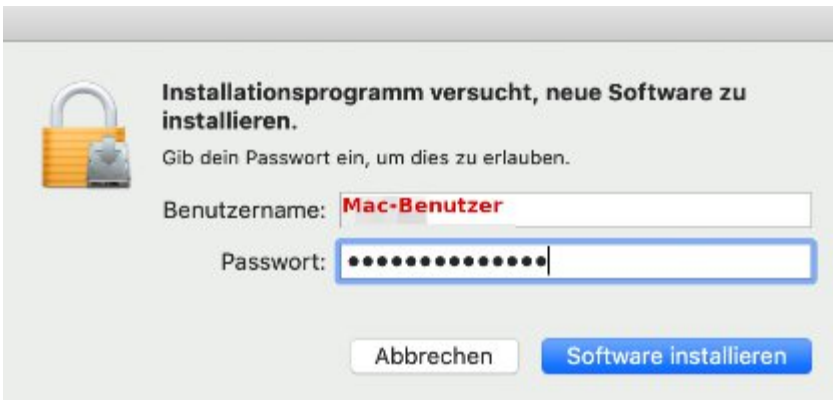 Installationsprogramm versucht, neue Software zu
installieren.
Gib dein Passwort ein, um dies zu erlauben.
Benutzername: Mac-Benutzer
Passwort: ••••••••••••••
Abbrechen Software installieren